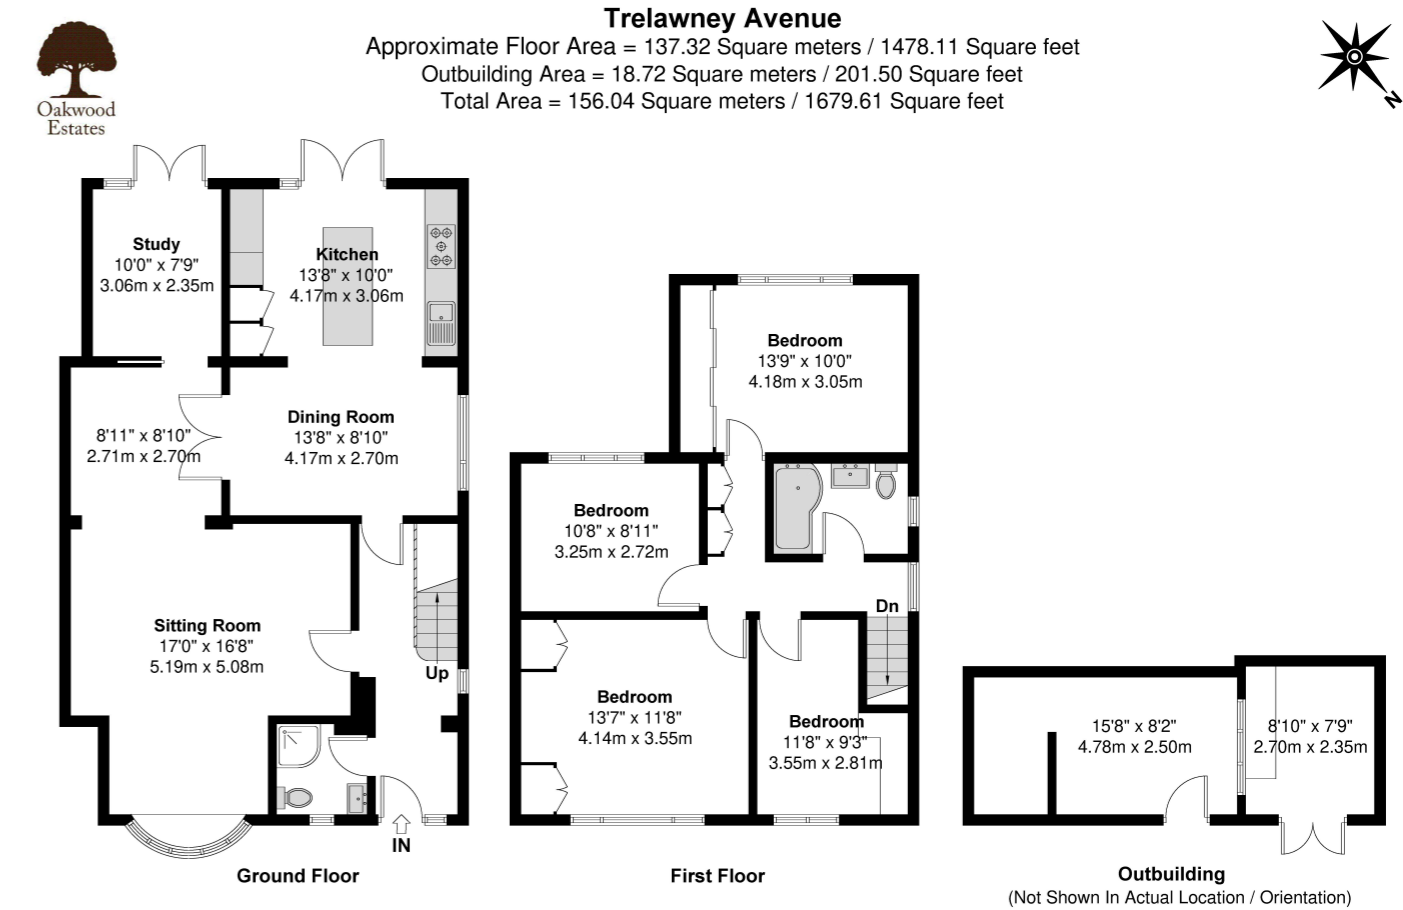 Trelawney Avenue
Approximate Floor Area = 137.32 Square meters / 1478.11 Square feet
Outbuilding Area = 18.72 Square meters / 201.50 Square feet
Total Area = 156.04 Square meters / 1679.61 Square feet
Oakwood
Estates
N
Study
10'0" x 7'9"
3.06m x 2.35m
Kitchen
13'8" x 10'0"
4.17m x 3.06m
8'11" x 8'10"
2.71m x 2.70m
Dining Room
13'8" x 8'10"
4.17m x 2.70m
Sitting Room
17'0" x 16'8"
5.19m x 5.08m
Up
IN
Ground Floor
Bedroom
13'9" x 10'0"
4.18m x 3.05m
Bedroom
10'8" x 8'11"
3.25m x 2.72m
Dn
Bedroom
13'7" x 11'8"
4.14m x 3.55m
Bedroom
11'8" x 9'3"
3.55m x 2.81m
First Floor
15'8" x 8'2"
4.78m x 2.50m
8'10" x 7'9"
2.70m x 2.35m
Outbuilding
(Not Shown In Actual Location / Orientation)